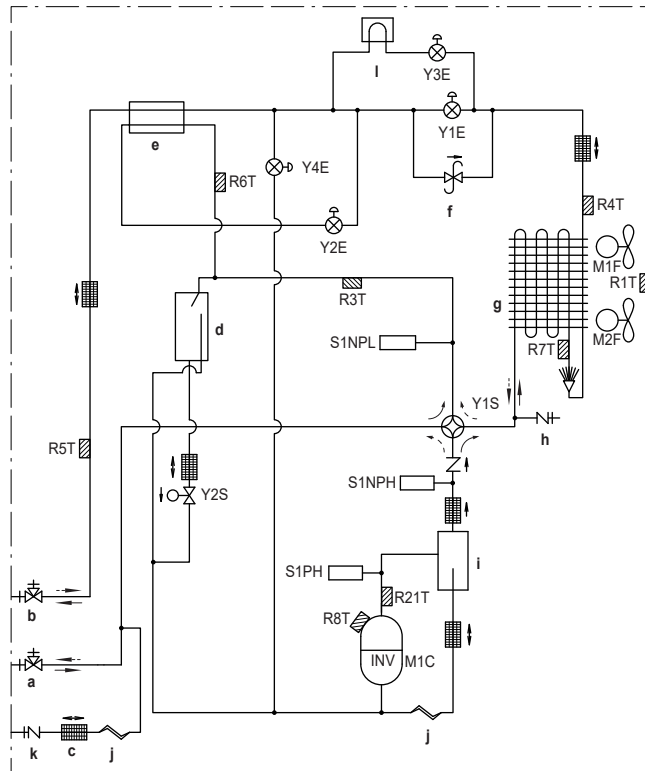 l
Y3E
Y1E
e
Y4E
R6T
f
R4T
Y2E
M1F
R1T
g
R3T
d
S1NPL
M2F
R7T
Y1S
h
R5T
Y2S
S1NPH
S1PH
i
R21T
R8T
b
INV
M1C
a
j
k
c
j